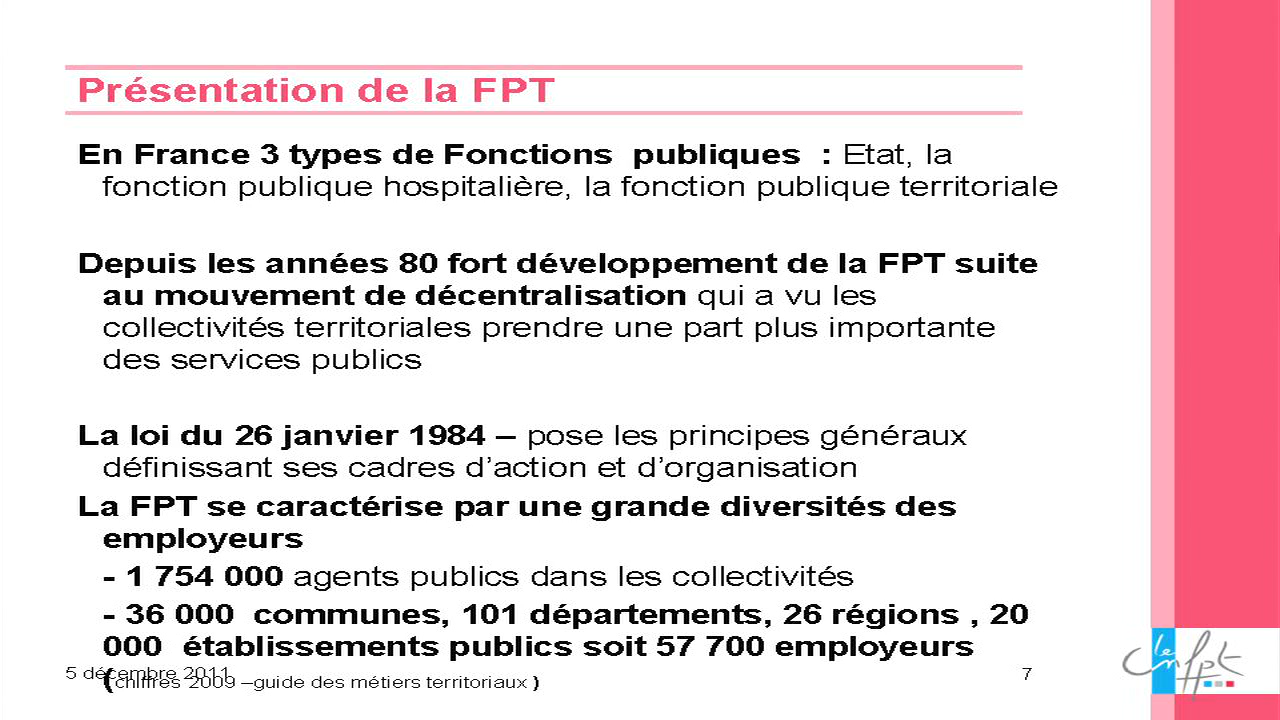 Présentation de la FPT
En France 3 types de Fonctions publiques : Etat, la
fonction publique hospitalière, la fonction publique territoriale
Depuis les années 80 fort développement de la FPT suite
au mouvement de décentralisation qui a vu les
collectivités territoriales prendre une part plus importante
des services publics
La loi du 26 janvier 1984 – pose les principes généraux
définissant ses cadres d’action et d’organisation
La FPT se caractérise par une grande diversités des
employeurs
- 1 754 000 agents publics dans les collectivités
- 36 000 communes, 101 départements, 26 régions , 20
000 établissements publics soit 57 700 employeurs
(chiffres 2009 –guide des métiers territoriaux )
5 décembre 2011
7
le cnfpt